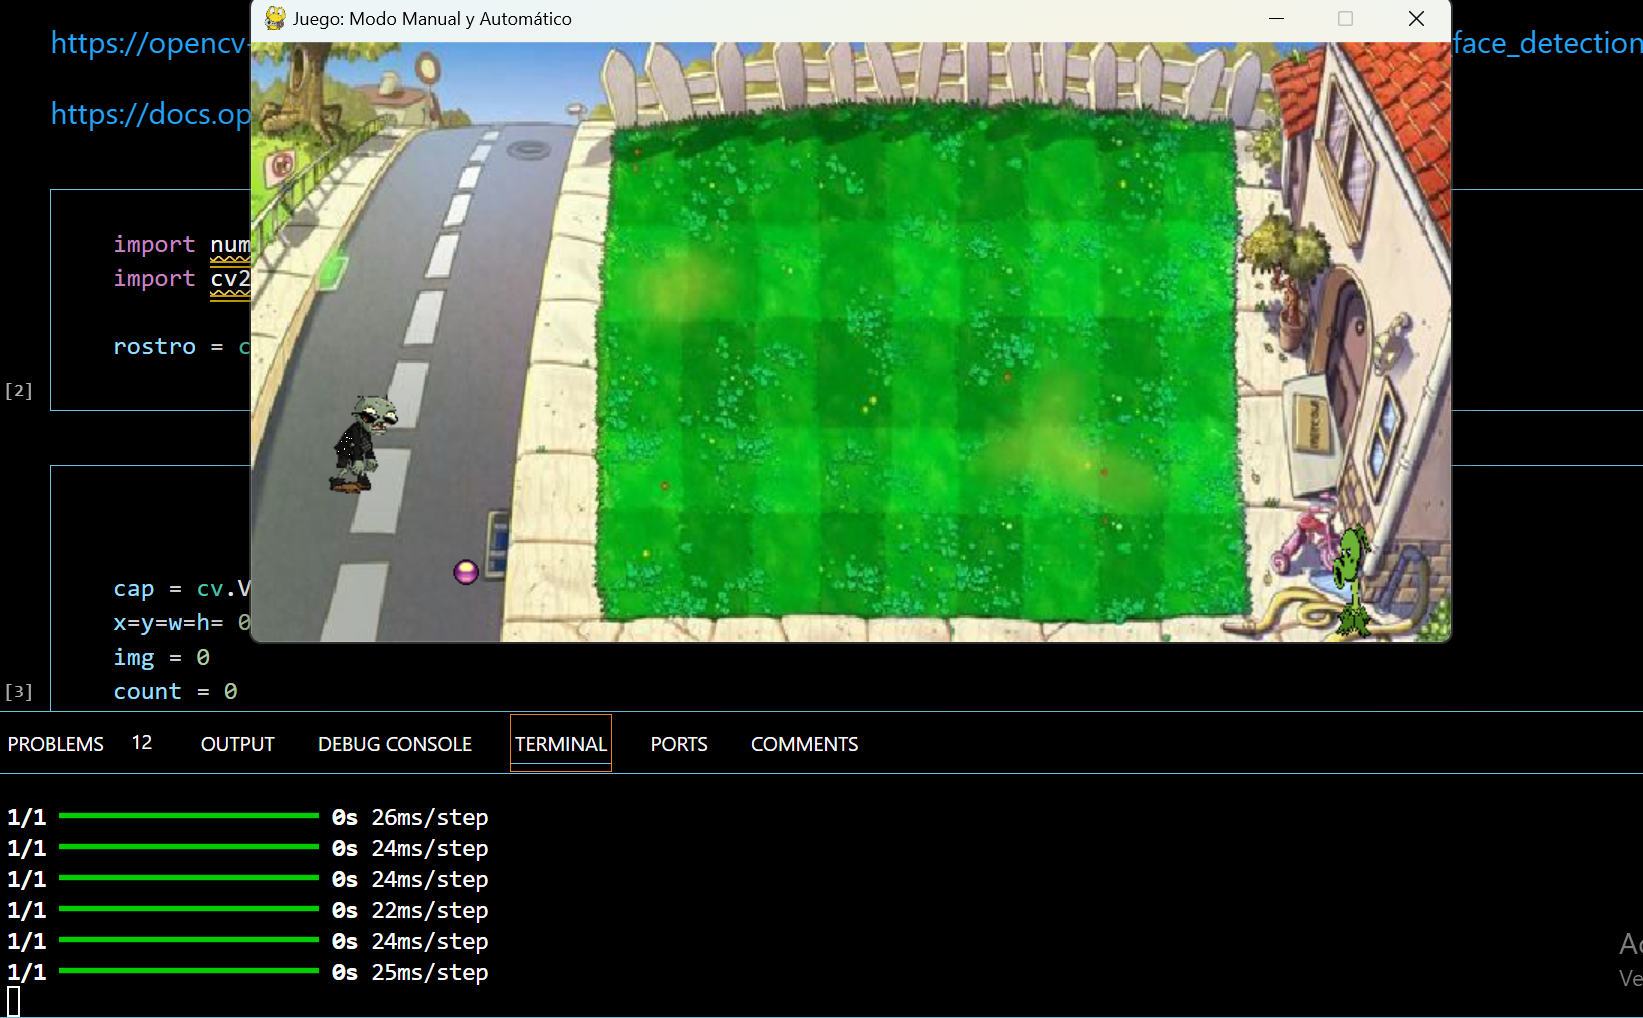 Juego: Modo Manual y Automático
https://opencv-
face_detection
https://docs.op
import num
import cv2
rostro = c
[2]
cap = cv.V
x=y=w=h= 0
img = 0
count = 0
[3]
PROBLEMS 12 OUTPUT DEBUG CONSOLE TERMINAL PORTS COMMENTS
1/1 0s 26ms/step
1/1 0s 24ms/step
1/1 0s 24ms/step
1/1 0s 22ms/step
1/1 0s 24ms/step
1/1 0s 25ms/step
Ac
Ve